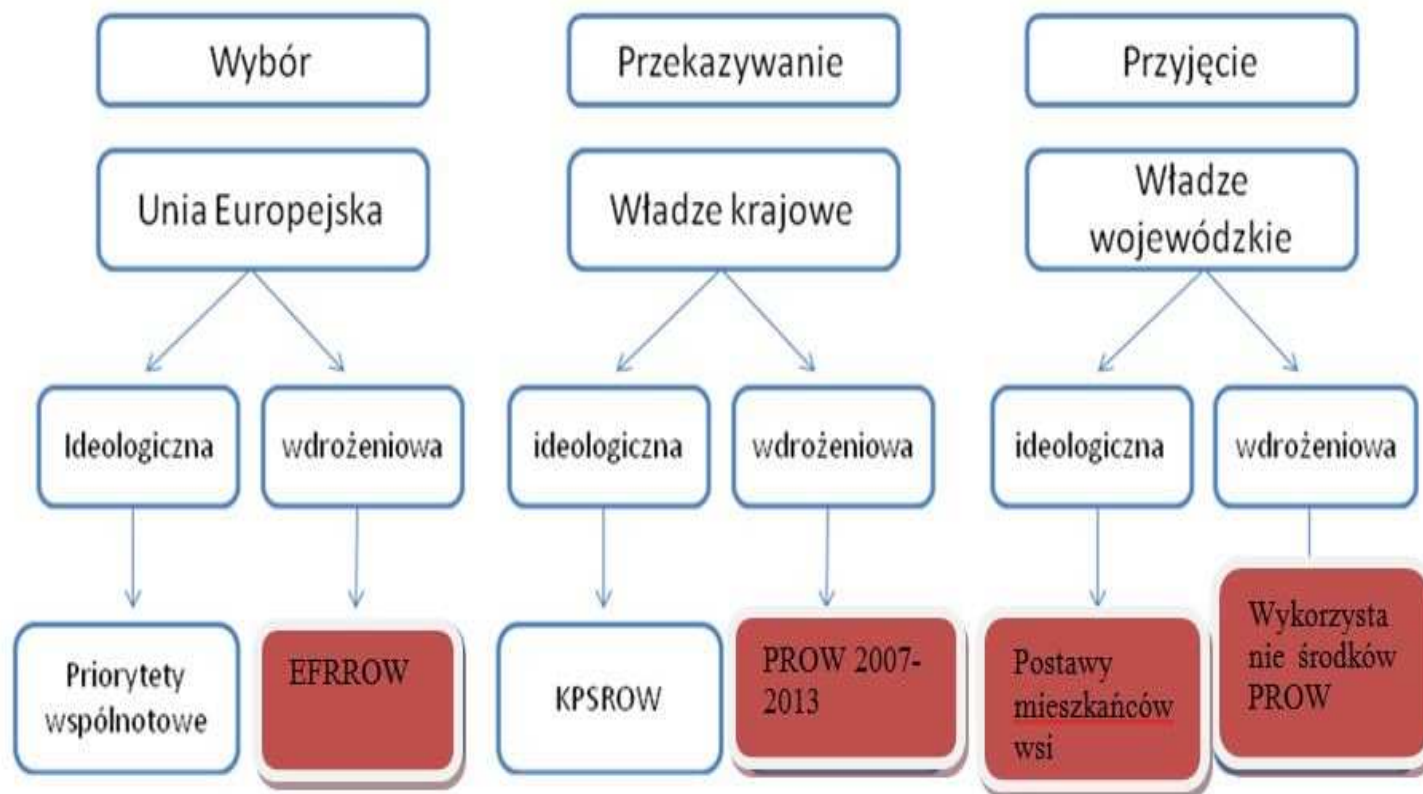 Wybór
Przekazywanie
Przyjęcie
Unia Europejska
Władze krajowe
Władze
wojewódzkie
Ideologiczna
wdrożeniowa
ideologiczna
wdrożeniowa
ideologiczna
wdrożeniowa
Priorytety
wspólnotowe
EFRROW
KPSROW
PROW 2007-
2013
Postawy
mieszkańców
wsi
Wykorzysta
nie środków
PROW